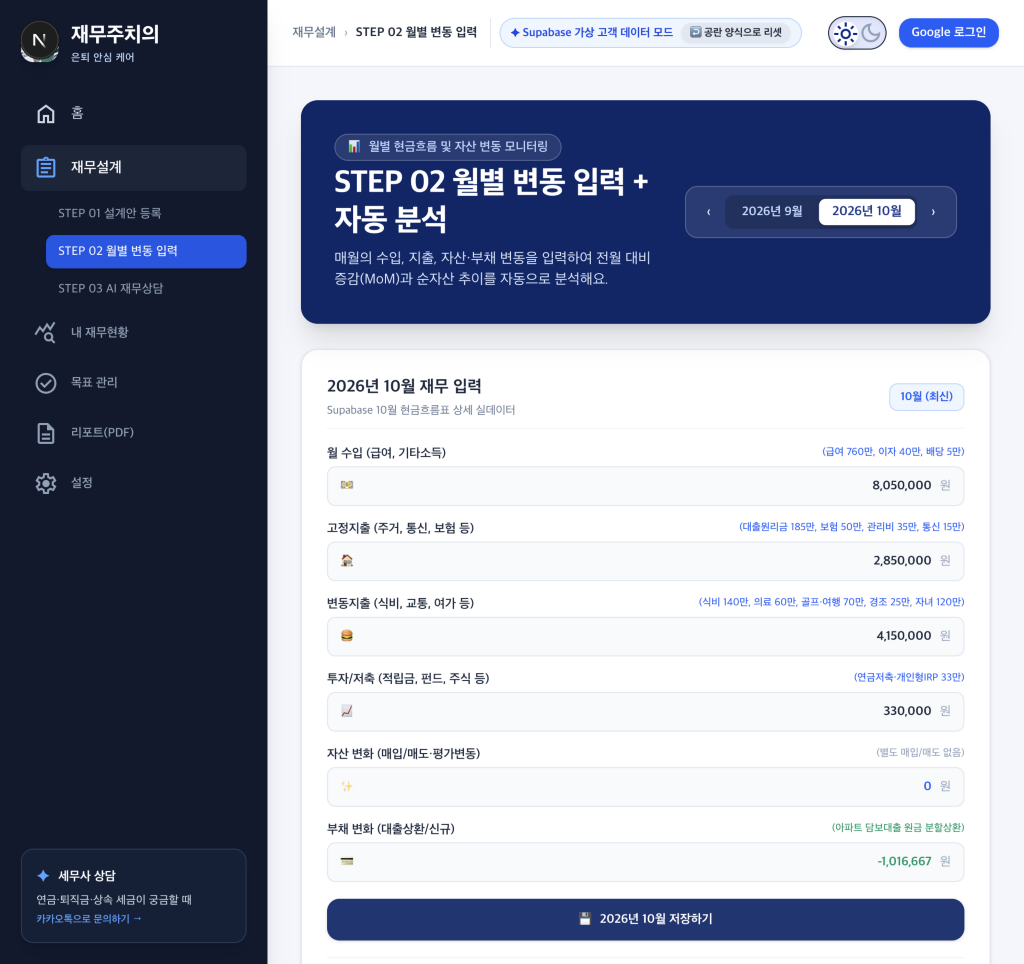 N
재무주치의
은퇴 안심 케어
홈
재무설계
STEP 01 설계안 등록
STEP 02 월별 변동 입력
STEP 03 AI 재무상담
내 재무현황
목표 관리
리포트(PDF)
설정
✦ 세무사 상담
연금·퇴직금·상속 세금이 궁금할 때
카카오톡으로 문의하기 →
재무설계 › STEP 02 월별 변동 입력
✦ Supabase 가상 고객 데이터 모드
공란 양식으로 리셋
Google 로그인
월별 현금흐름 및 자산 변동 모니터링
STEP 02 월별 변동 입력 +
자동 분석
매월의 수입, 지출, 자산·부채 변동을 입력하여 전월 대비
증감(MoM)과 순자산 추이를 자동으로 분석해요.
‹ 2026년 9월 2026년 10월 ›
2026년 10월 재무 입력
Supabase 10월 현금흐름표 상세 실데이터
10월 (최신)
월 수입 (급여, 기타소득) (급여 760만, 이자 40만, 배당 5만)
8,050,000 원
고정지출 (주거, 통신, 보험 등) (대출원리금 185만, 보험 50만, 관리비 35만, 통신 15만)
2,850,000 원
변동지출 (식비, 교통, 여가 등) (식비 140만, 의료 60만, 골프·여행 70만, 경조 25만, 자녀 120만)
4,150,000 원
투자/저축 (적립금, 펀드, 주식 등) (연금저축·개인형IRP 33만)
330,000 원
자산 변화 (매입/매도·평가변동) (별도 매입/매도 없음)
0 원
부채 변화 (대출상환/신규) (아파트 담보대출 원금 분할상환)
-1,016,667 원
2026년 10월 저장하기